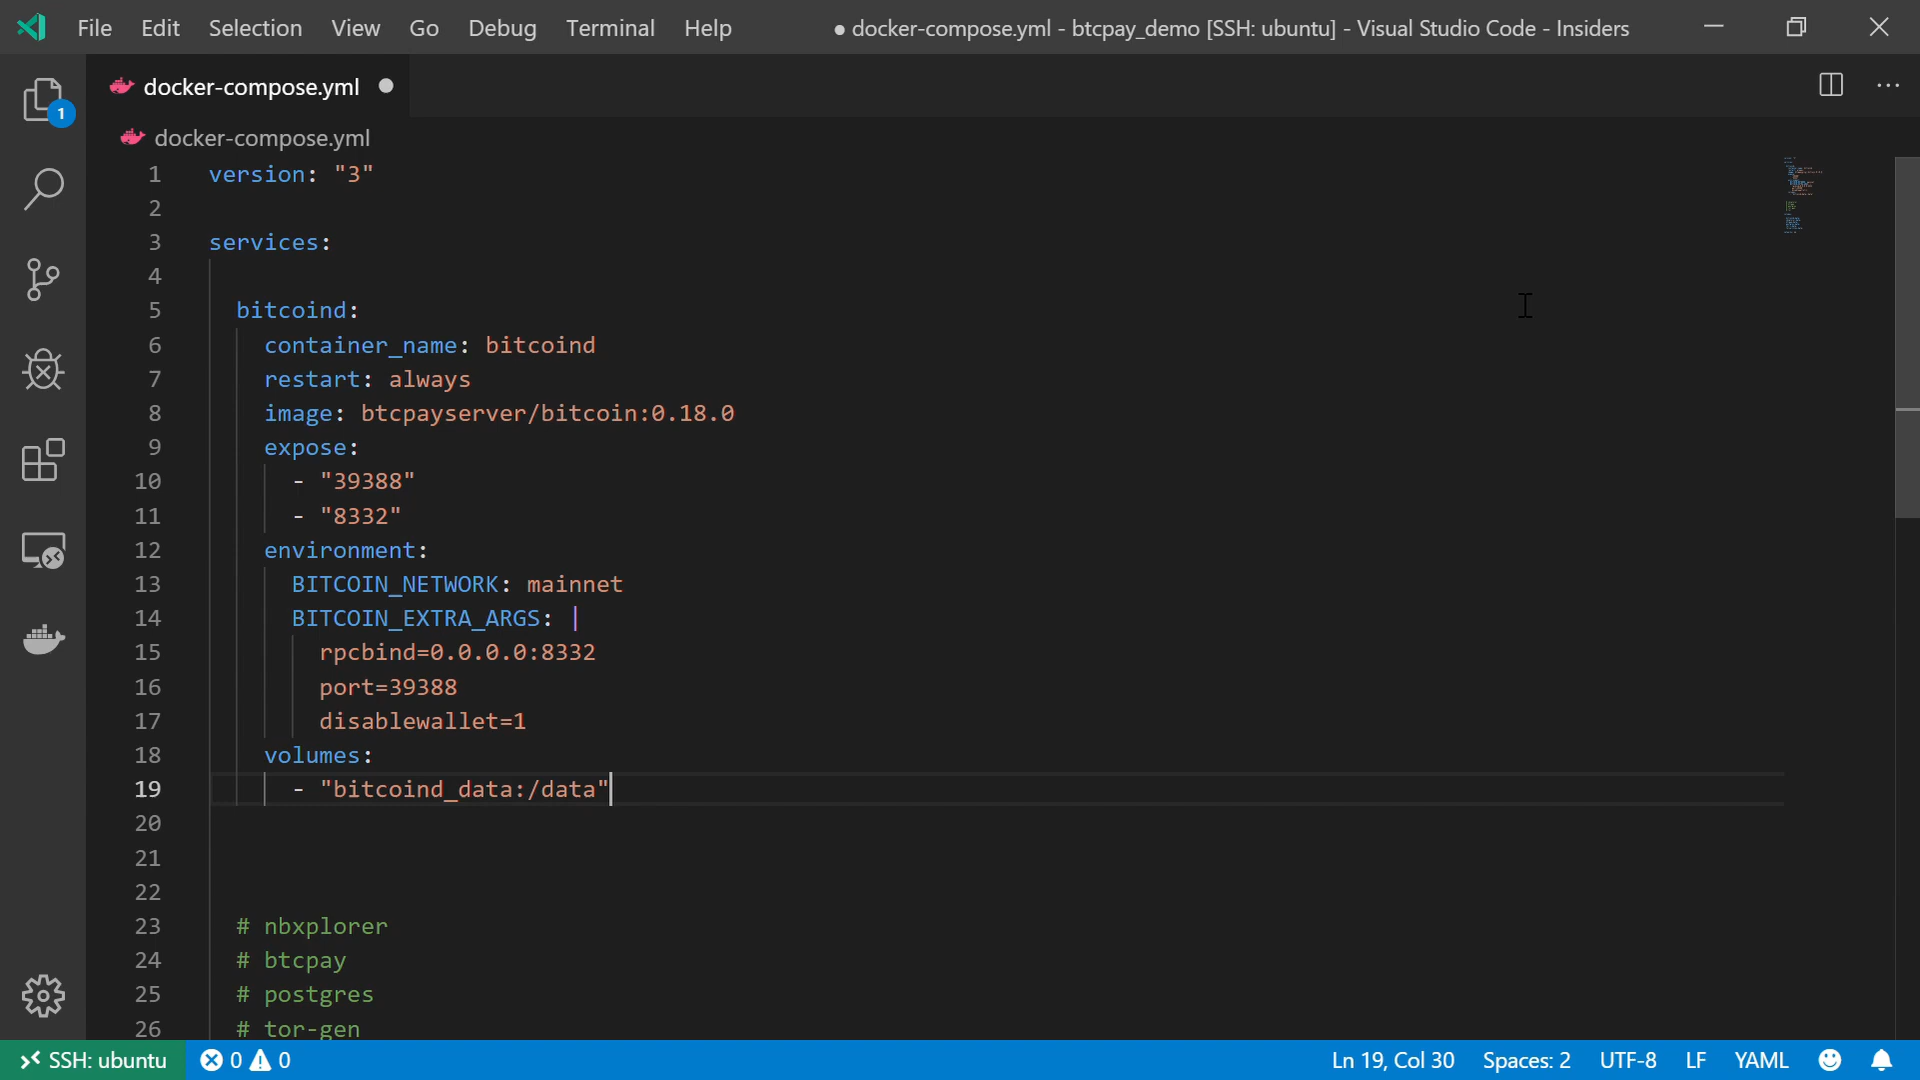 File Edit Selection View Go Debug Terminal Help ● docker-compose.yml - btcpay_demo [SSH: ubuntu] - Visual Studio Code - Insiders
docker-compose.yml
1
docker-compose.yml
1 version: "3"
2
3 services:
4
5 bitcoind:
6 container_name: bitcoind
7 restart: always
8 image: btcpayserver/bitcoin:0.18.0
9 expose:
10 - "39388"
11 - "8332"
12 environment:
13 BITCOIN_NETWORK: mainnet
14 BITCOIN_EXTRA_ARGS: |
15 rpcbind=0.0.0.0:8332
16 port=39388
17 disablewallet=1
18 volumes:
19 - "bitcoind_data:/data"
20
21
22
23 # nbxplorer
24 # btcpay
25 # postgres
26 # tor-gen
SSH: ubuntu 0 0 Ln 19, Col 30 Spaces: 2 UTF-8 LF YAML